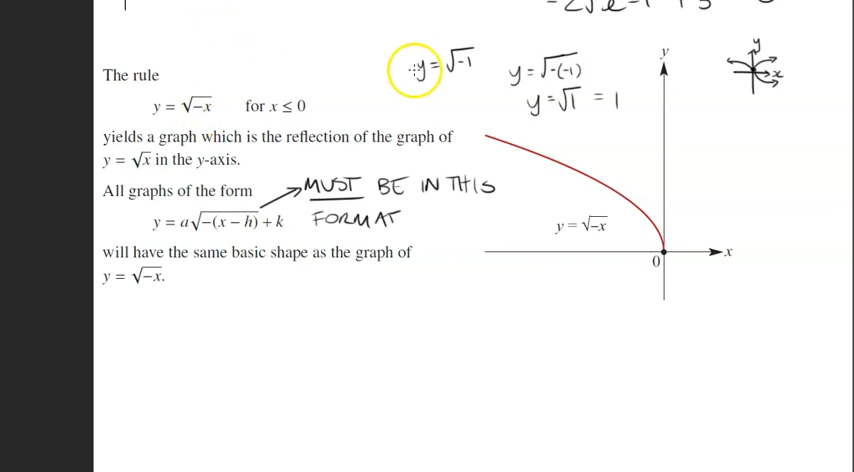 y = √-1
y = √-(-1)
y = √1 = 1
y
x
The rule
y = √−x for x ≤ 0
yields a graph which is the reflection of the graph of
y = √x in the y-axis.
All graphs of the form
MUST BE IN THIS
FORMAT
y = a√−(x − h) + k
will have the same basic shape as the graph of
y = √−x.
y
y = √−x
0
x